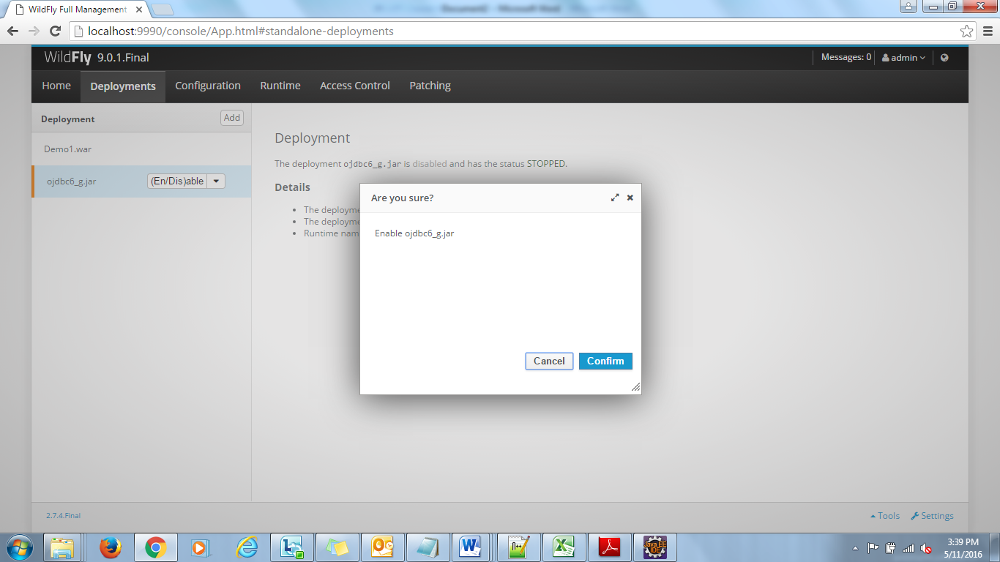 WildFly Full Management
localhost:9990/console/App.html#standalone-deployments
WildFly 9.0.1.Final
Messages: 0
admin
Home
Deployments
Configuration
Runtime
Access Control
Patching
Deployment
Add
Demo1.war
ojdbc6_g.jar
(En/Dis)able
Deployment
The deployment ojdbc6_g.jar is disabled and has the status STOPPED.
Details
The deployme
The deployme
Runtime nam
Are you sure?
Enable ojdbc6_g.jar
Cancel
Confirm
2.7.4.Final
Tools
Settings
Java EE
IDE
3:39 PM
5/11/2016